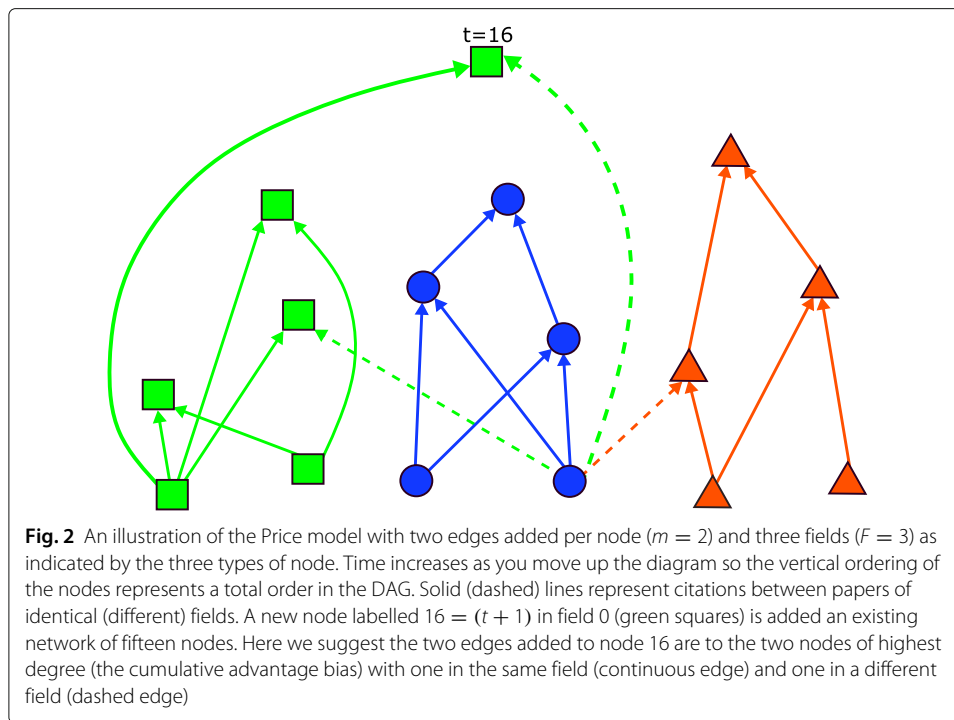 t=16
Fig. 2 An illustration of the Price model with two edges added per node (m = 2) and three fields (F = 3) as
indicated by the three types of node. Time increases as you move up the diagram so the vertical ordering of
the nodes represents a total order in the DAG. Solid (dashed) lines represent citations between papers of
identical (different) fields. A new node labelled 16 = (t + 1) in field 0 (green squares) is added an existing
network of fifteen nodes. Here we suggest the two edges added to node 16 are to the two nodes of highest
degree (the cumulative advantage bias) with one in the same field (continuous edge) and one in a different
field (dashed edge)